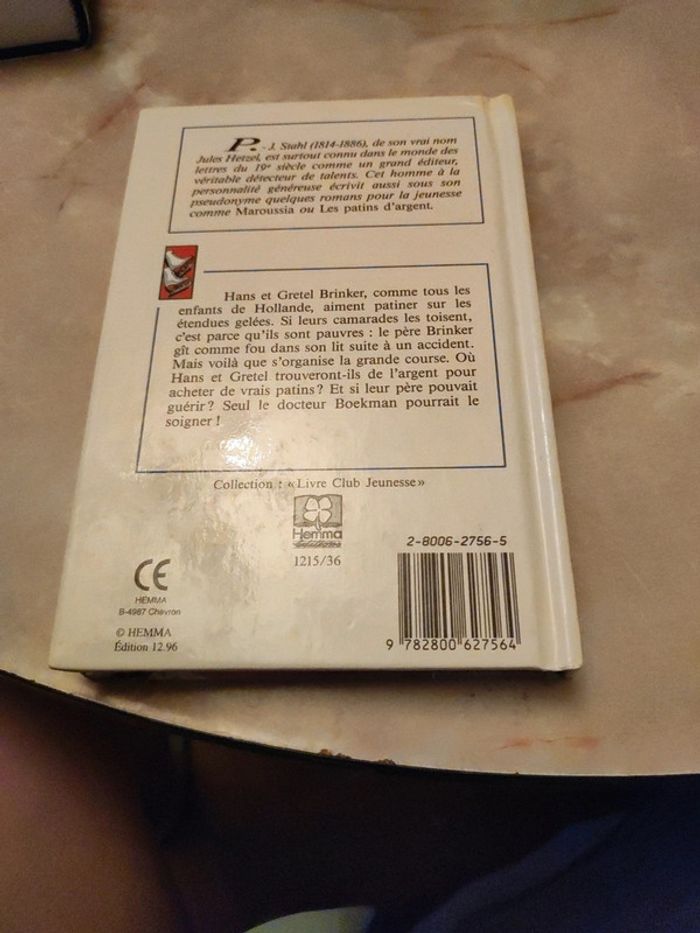 P.-J. Stahl (1814-1886), de son vrai nom
Jules Hetzel, est surtout connu dans le monde des
lettres du 19e siècle comme un grand éditeur,
véritable détecteur de talents. Cet homme à la
personnalité généreuse écrivit aussi sous son
pseudonyme quelques romans pour la jeunesse
comme Maroussia ou Les patins d'argent.
Hans et Gretel Brinker, comme tous les
enfants de Hollande, aiment patiner sur les
étendues gelées. Si leurs camarades les toisent,
c'est parce qu'ils sont pauvres : le père Brinker
gît comme fou dans son lit suite à un accident.
Mais voilà que s'organise la grande course. Où
Hans et Gretel trouveront-ils de l'argent pour
acheter de vrais patins ? Et si leur père pouvait
guérir ? Seul le docteur Boekman pourrait le
soigner !
Collection : «Livre Club Jeunesse»
Hemma
éditions
1215/36
CE
HEMMA
B-4987 Chevron
© HEMMA
Édition 12.96
2-8006-2756-5
9 782800 627564